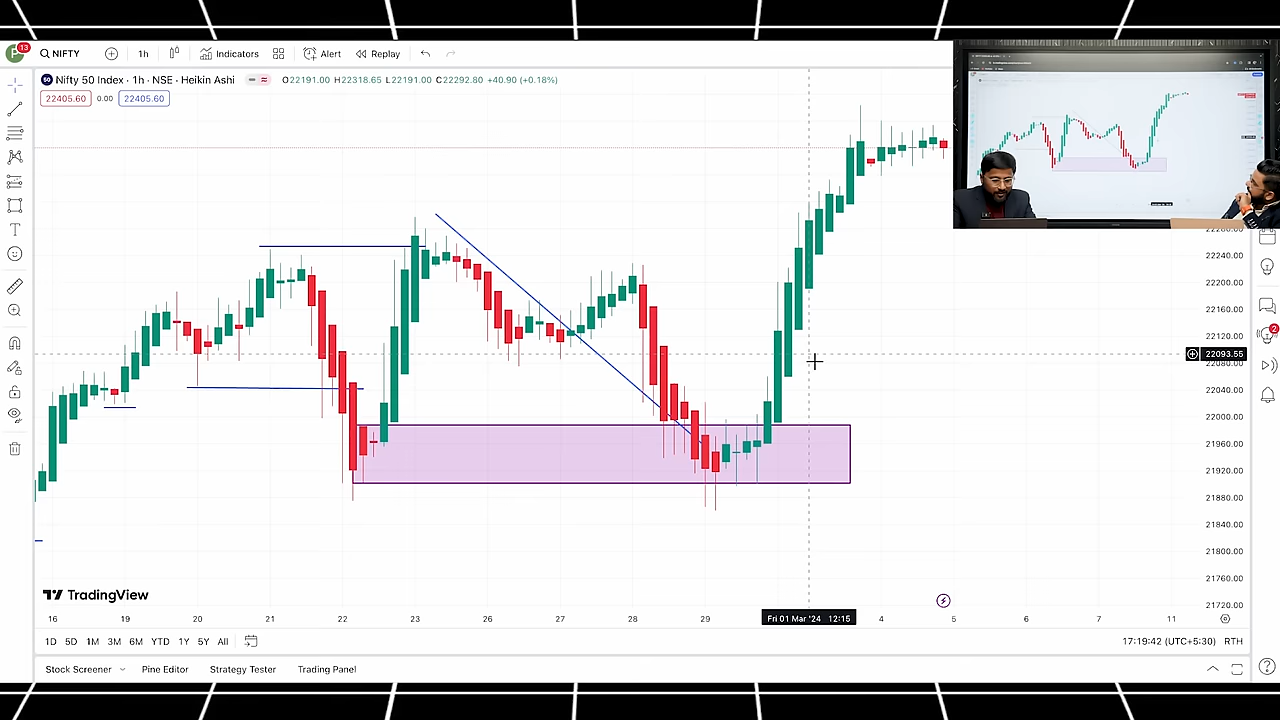 P 13 NIFTY 1h Indicators Alert Replay
50 Nifty 50 Index · 1h · NSE · Heikin Ashi H22318.65 L22191.00 C22292.80 +40.90 (+0.18%)
22405.60 0.00 22405.60
22240.00
22200.00
22160.00
22120.00
22093.55
22080.00
22040.00
22000.00
21960.00
21920.00
21880.00
21840.00
21800.00
21760.00
21720.00
2
TradingView
16 19 20 21 22 23 26 27 28 29 Fri 01 Mar '24 12:15 4 5 6 7 11
1D 5D 1M 3M 6M YTD 1Y 5Y All 17:19:42 (UTC+5:30) RTH
Stock Screener Pine Editor Strategy Tester Trading Panel